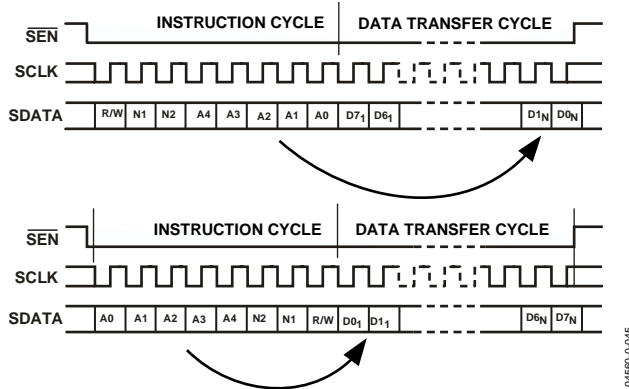 INSTRUCTION CYCLE DATA TRANSFER CYCLE
SEN
SCLK
SDATA R/W N1 N2 A4 A3 A2 A1 A0 D7₁ D6₁ D1N D0N
INSTRUCTION CYCLE DATA TRANSFER CYCLE
SEN
SCLK
SDATA A0 A1 A2 A3 A4 N2 N1 R/W D0₁ D1₁ D6N D7N
04560-0-045